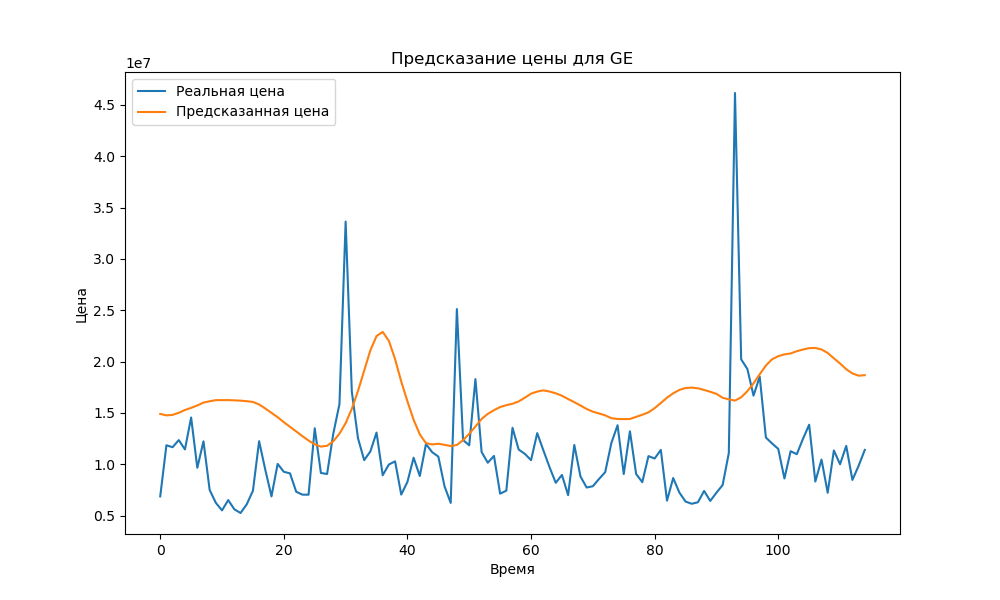 Предсказание цены для GE
1e7
Реальная цена
Предсказанная цена
4.5
4.0
3.5
3.0
2.5
2.0
1.5
1.0
0.5
Цена
0 20 40 60 80 100
Время